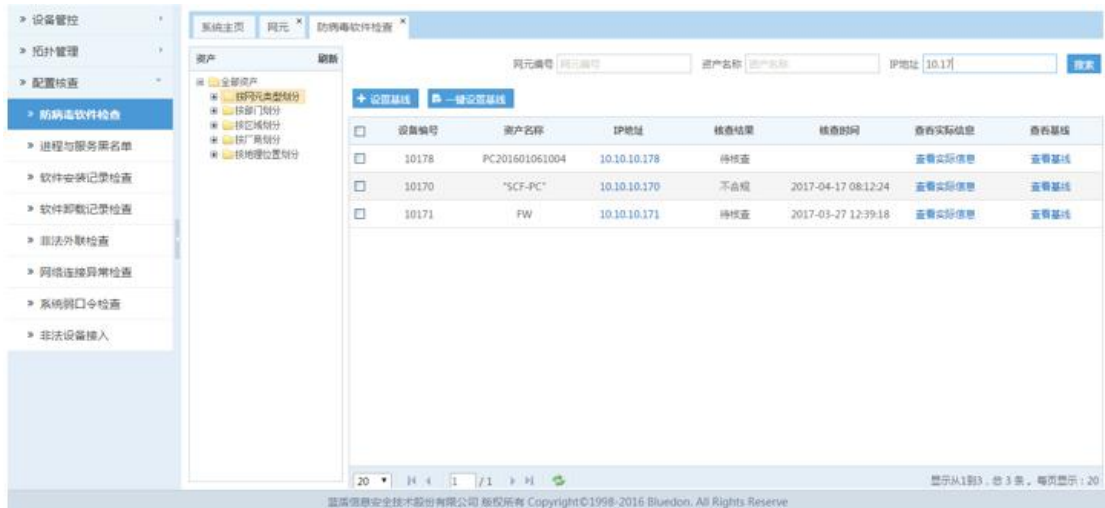 » 设备管控
» 拓扑管理
» 配置核查
» 防病毒软件检查
» 进程与服务黑名单
» 软件安装记录检查
» 软件卸载记录检查
» 非法外联检查
» 网络连接异常检查
» 系统弱口令检查
» 非法设备接入
系统主页 网元 × 防病毒软件检查 ×
资产 刷新
全部资产
按网元类型划分
按部门划分
按区域划分
按厂商划分
按地理位置划分
网元编号 网元编号 资产名称 资产名称 IP地址 10.17 搜索
+ 设置基线 一键设置基线
设备编号 资产名称 IP地址 核查结果 核查时间 查看实际信息 查看基线
10178 PC201601061004 10.10.10.178 待核查 查看实际信息 查看基线
10170 "SCF-PC" 10.10.10.170 不合规 2017-04-17 08:12:24 查看实际信息 查看基线
10171 FW 10.10.10.171 待核查 2017-03-27 12:39:18 查看实际信息 查看基线
20 1 /1 显示从1到3，总 3 条，每页显示：20
蓝盾信息安全技术股份有限公司 版权所有 Copyright©1998-2016 Bluedon. All Rights Reserve